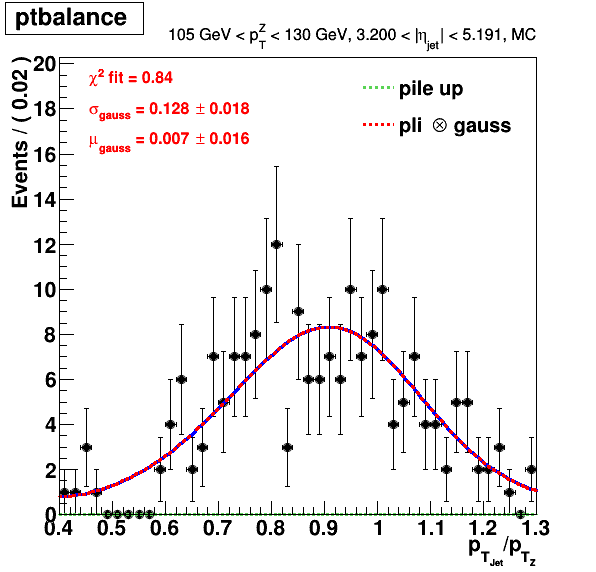 ptbalance
105 GeV < p_T^Z < 130 GeV, 3.200 < |η_jet| < 5.191, MC
χ² fit = 0.84
σ_gauss = 0.128 ± 0.018
μ_gauss = 0.007 ± 0.016
pile up
pli ⊗ gauss
Events / ( 0.02 )
20
18
16
14
12
10
8
6
4
2
0
0.4 0.5 0.6 0.7 0.8 0.9 1 1.1 1.2 1.3
p_T_Jet/p_T_Z